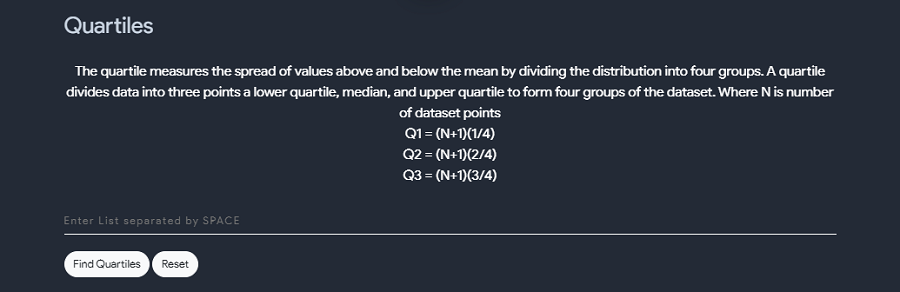 Quartiles
The quartile measures the spread of values above and below the mean by dividing the distribution into four groups. A quartile
divides data into three points a lower quartile, median, and upper quartile to form four groups of the dataset. Where N is number
of dataset points
Q1 = (N+1)(1/4)
Q2 = (N+1)(2/4)
Q3 = (N+1)(3/4)
Enter List separated by SPACE
Find Quartiles Reset